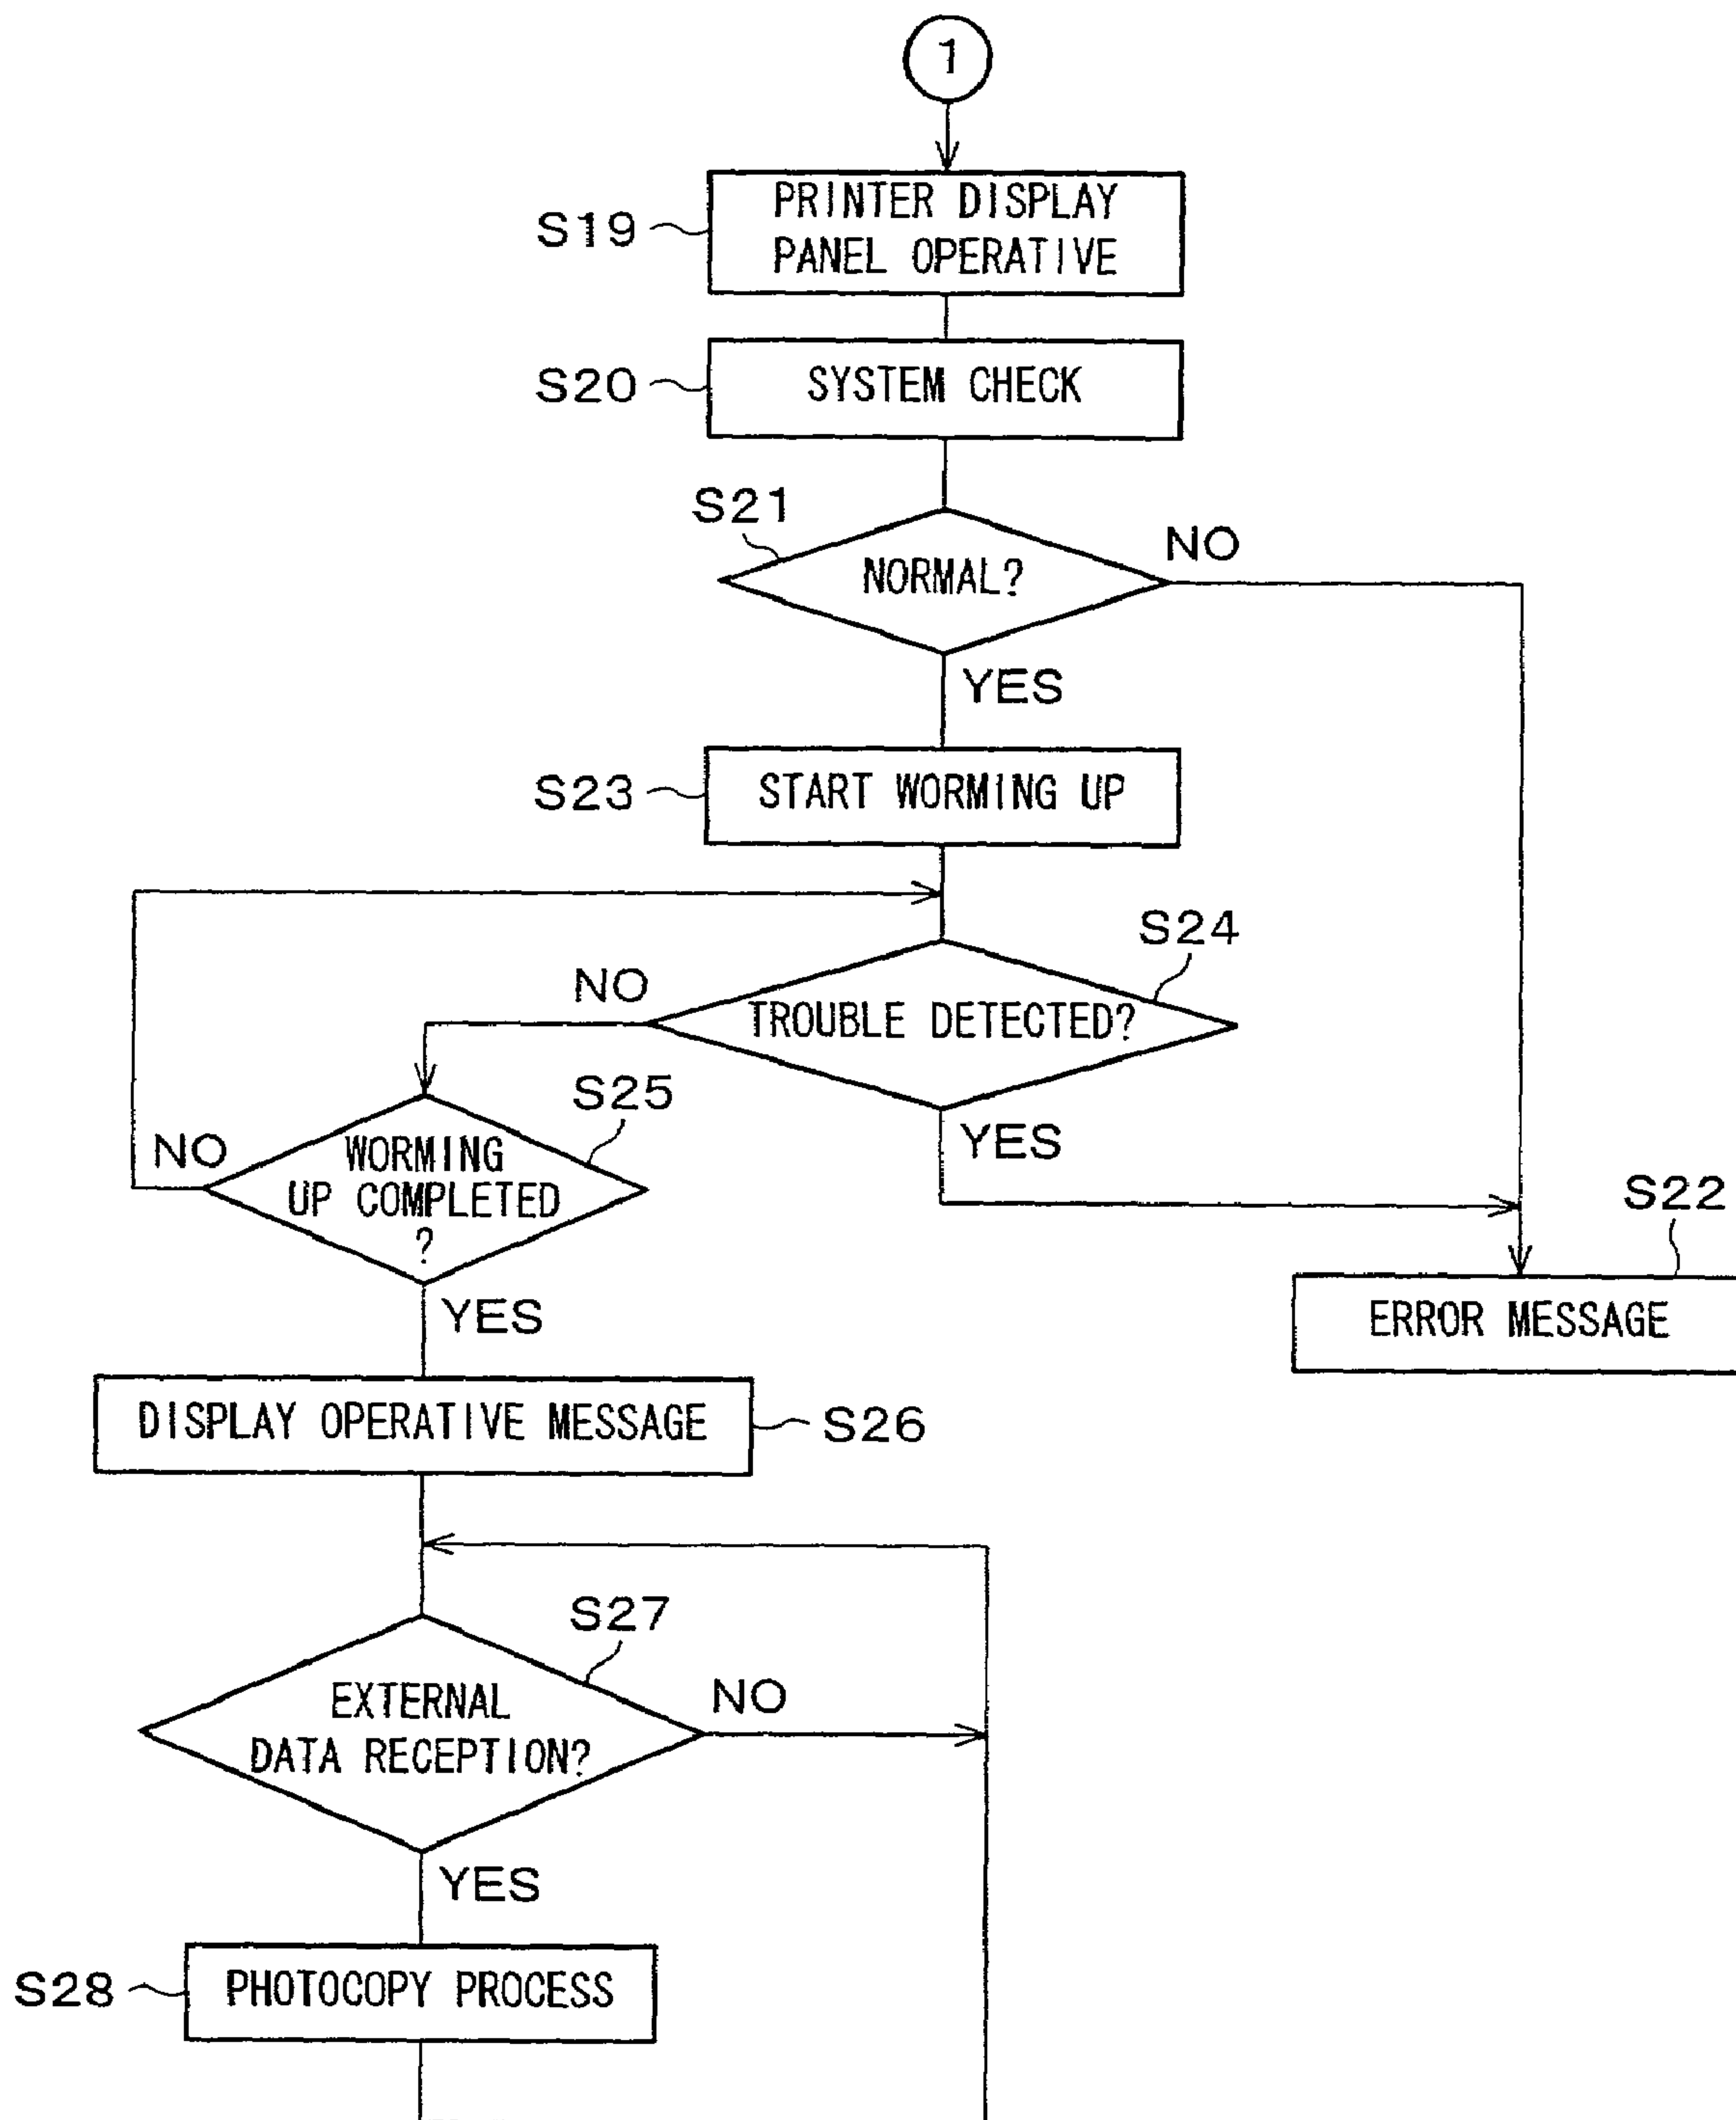 1
PRINTER DISPLAY
PANEL OPERATIVE
S19
SYSTEM CHECK
S20
S21
NORMAL?
NO
YES
START WORMING UP
S23
S24
TROUBLE DETECTED?
NO
YES
S25
WORMING
UP COMPLETED
?
NO
YES
S22
ERROR MESSAGE
DISPLAY OPERATIVE MESSAGE
S26
S27
EXTERNAL
DATA RECEPTION?
NO
YES
S28
PHOTOCOPY PROCESS